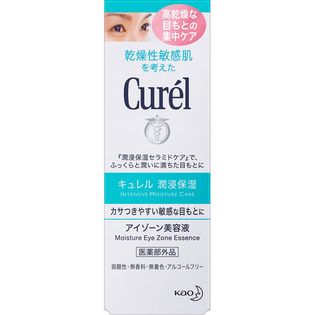 高乾燥な
目もとの
集中ケア
乾燥性敏感肌
を考えた
Curél
『潤浸保湿セラミドケア』で、
ふっくらと潤いに満ちた目もとに
キュレル 潤浸保湿
INTENSIVE MOISTURE CARE
カサつきやすい敏感な目もとに
アイゾーン美容液
Moisture Eye Zone Essence
医薬部外品
弱酸性・無香料・無着色・アルコールフリー
Kao